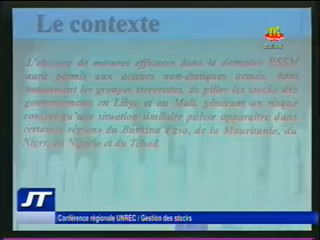 Le contexte
L'absence de mesures efficaces dans le domaine PSSM
aura permis aux acteurs non-étatiques armés, dont
notamment les groupes terroristes, de piller les stocks des
gouvernements en Libye et au Mali, générant un risque
concret qu'une situation similaire puisse apparaître dans
certaines régions du Burkina Faso, de la Mauritanie, du
Niger, du Nigéria et du Tchad.
JT
Conférence régionale UNREC / Gestion des stocks